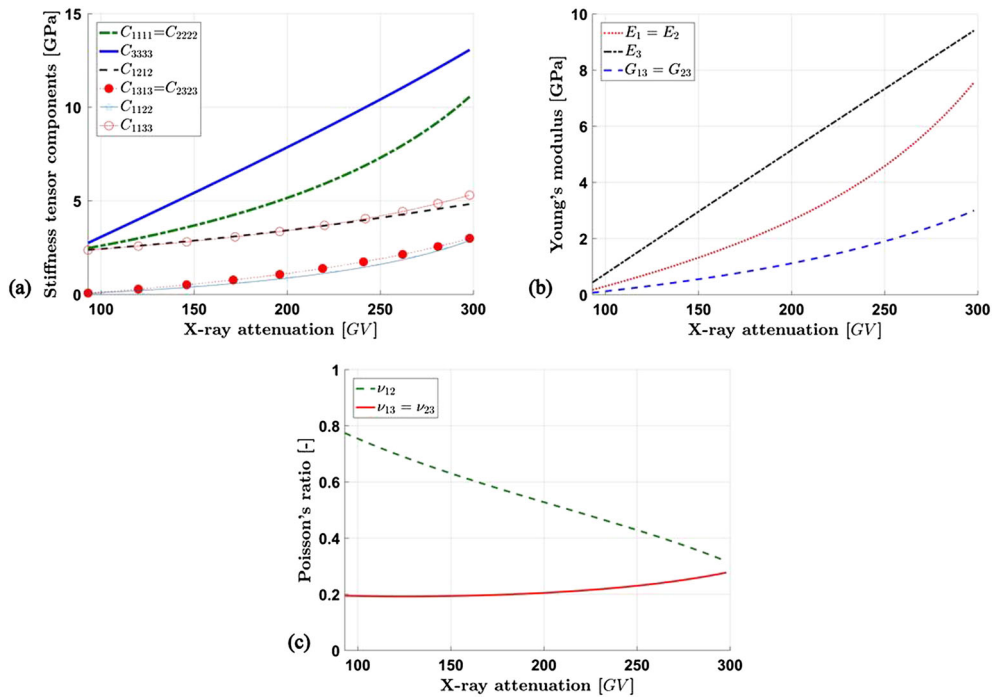 15
10
5
0
Stiffness tensor components [GPa]
C₁₁₁₁=C₂₂₂₂
C₃₃₃₃
C₁₂₁₂
C₁₃₁₃=C₂₃₂₃
C₁₁₂₂
C₁₁₃₃
100 150 200 250 300
X-ray attenuation [GV]
(a)
10
8
6
4
2
0
Young's modulus [GPa]
E₁ = E₂
E₃
G₁₃ = G₂₃
100 150 200 250 300
X-ray attenuation [GV]
(b)
1
0.8
0.6
0.4
0.2
0
Poisson's ratio [-]
ν₁₂
ν₁₃ = ν₂₃
100 150 200 250 300
X-ray attenuation [GV]
(c)